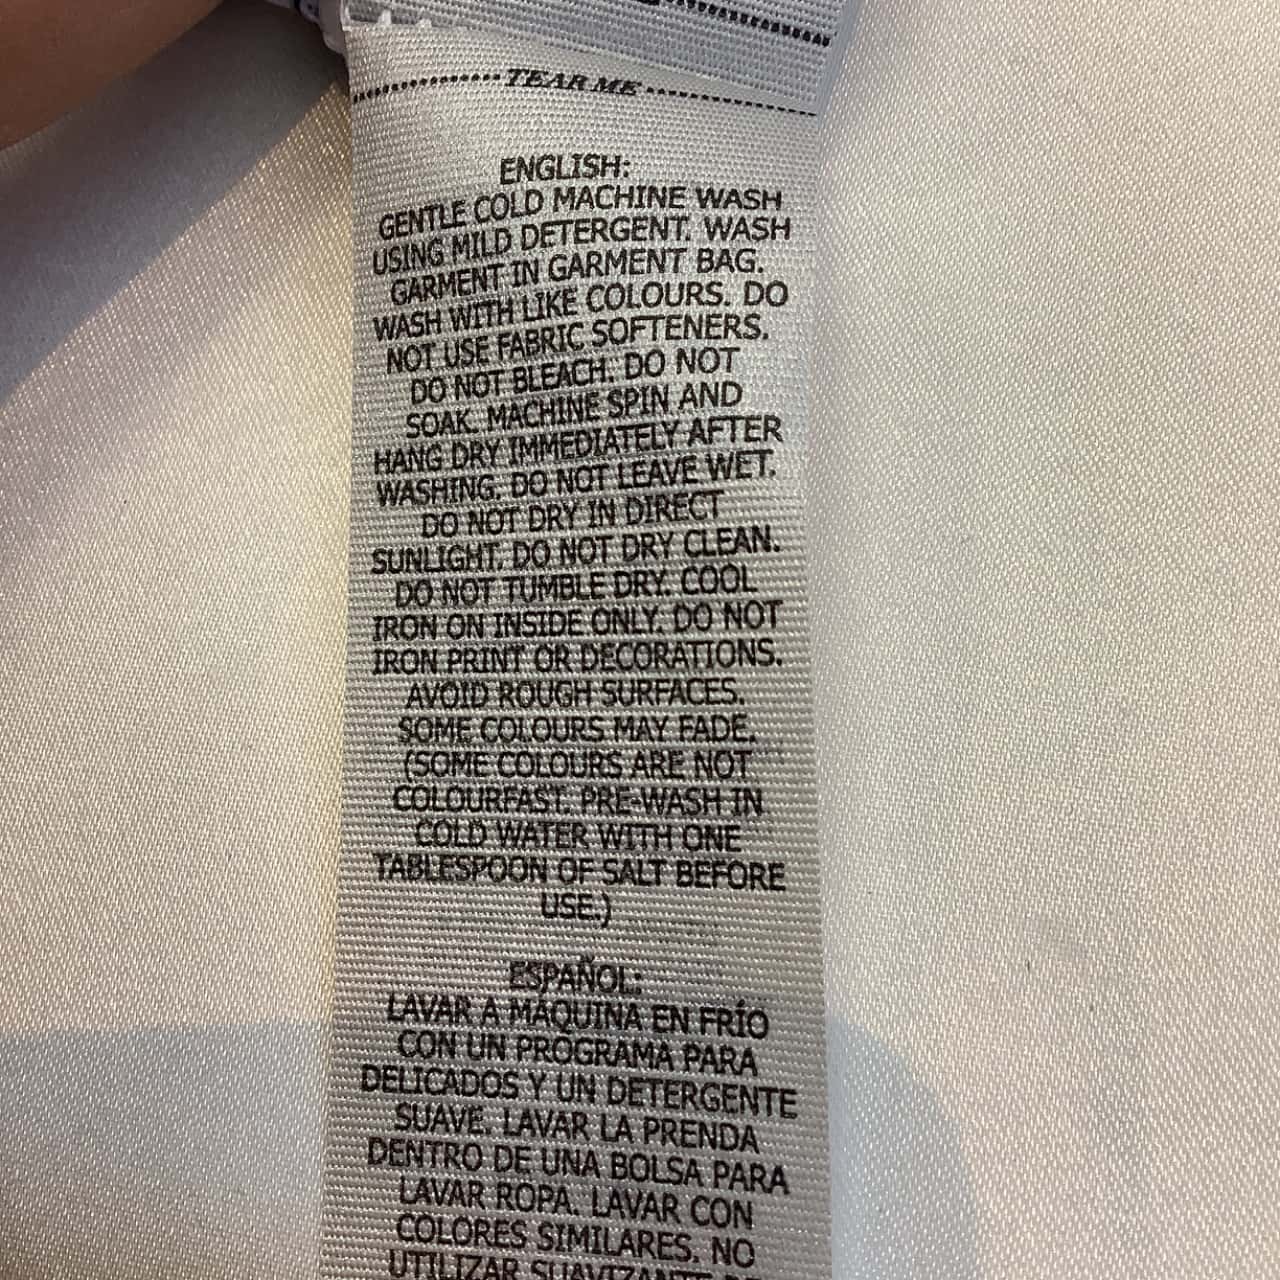 TEAR ME
ENGLISH:
GENTLE COLD MACHINE WASH
USING MILD DETERGENT. WASH
GARMENT IN GARMENT BAG.
WASH WITH LIKE COLOURS. DO
NOT USE FABRIC SOFTENERS.
DO NOT BLEACH. DO NOT
SOAK. MACHINE SPIN AND
HANG DRY IMMEDIATELY AFTER
WASHING. DO NOT LEAVE WET.
DO NOT DRY IN DIRECT
SUNLIGHT. DO NOT DRY CLEAN.
DO NOT TUMBLE DRY. COOL
IRON ON INSIDE ONLY. DO NOT
IRON PRINT OR DECORATIONS.
AVOID ROUGH SURFACES.
SOME COLOURS MAY FADE.
(SOME COLOURS ARE NOT
COLOURFAST. PRE-WASH IN
COLD WATER WITH ONE
TABLESPOON OF SALT BEFORE
USE.)
ESPAÑOL:
LAVAR A MÁQUINA EN FRÍO
CON UN PROGRAMA PARA
DELICADOS Y UN DETERGENTE
SUAVE. LAVAR LA PRENDA
DENTRO DE UNA BOLSA PARA
LAVAR ROPA. LAVAR CON
COLORES SIMILARES. NO
UTILIZAR